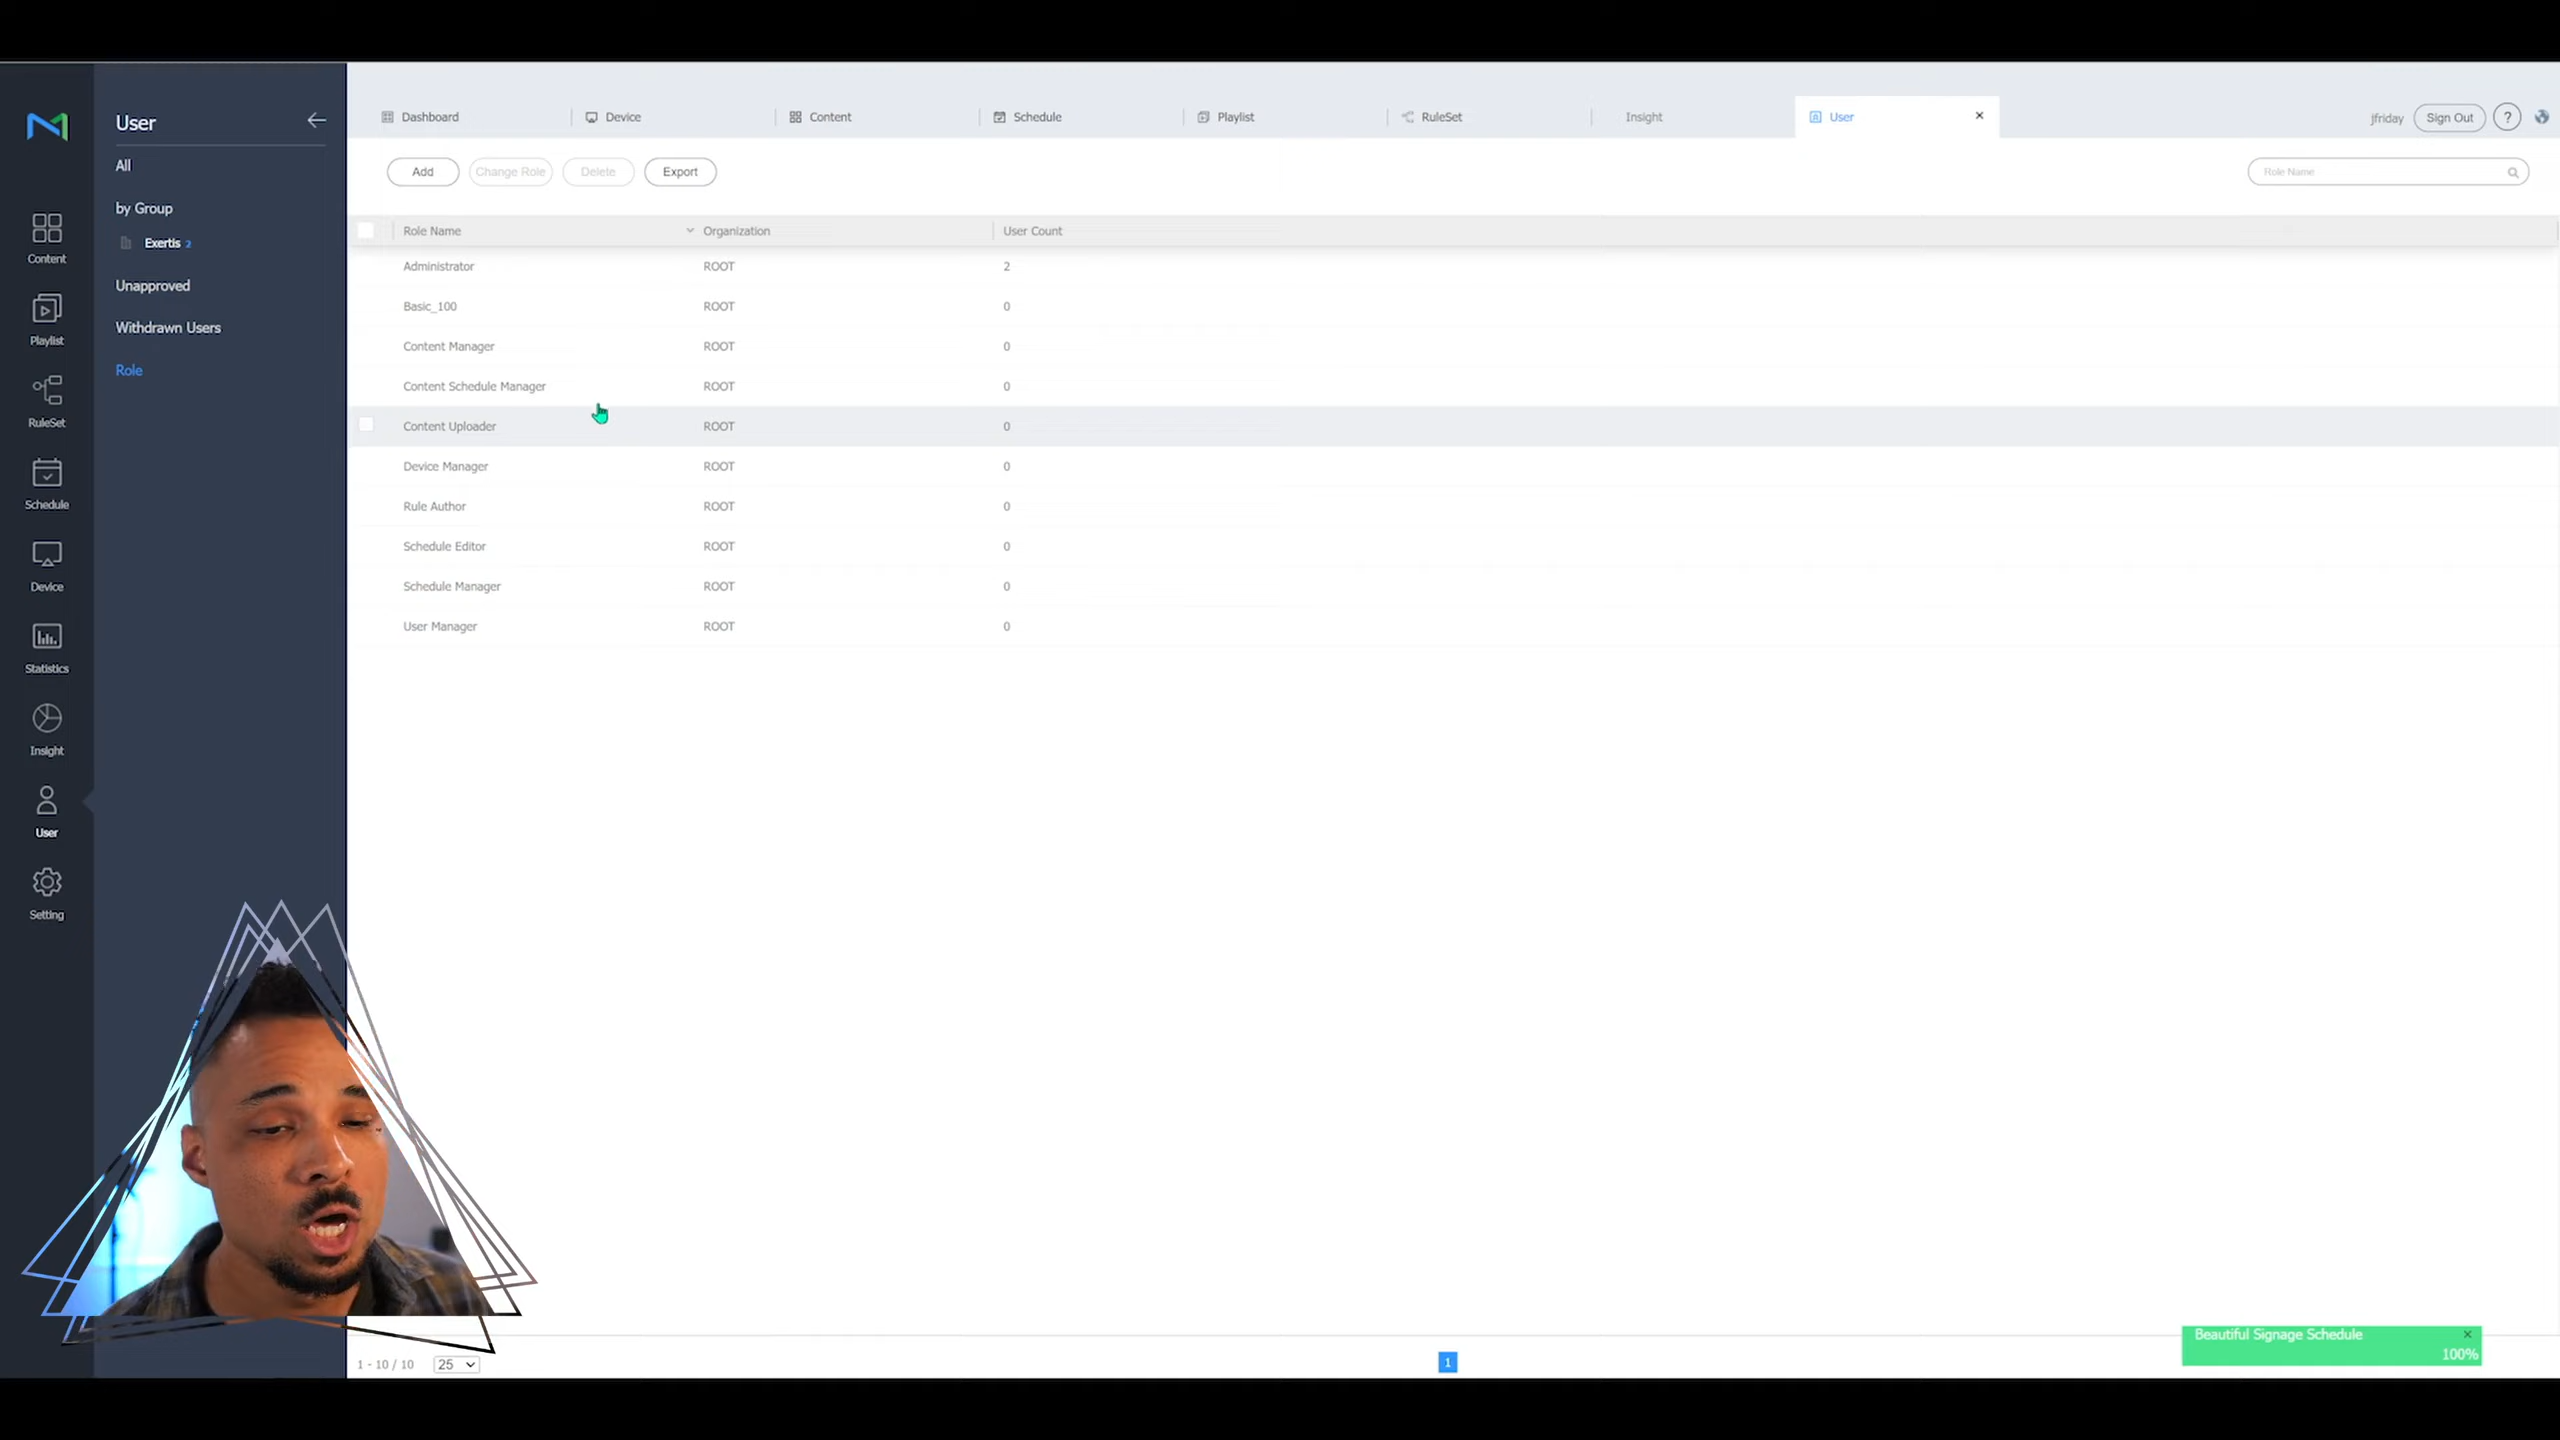 User
All
by Group
Exertis 2
Unapproved
Withdrawn Users
Role
Content
Playlist
RuleSet
Schedule
Device
Statistics
Insight
User
Setting
Dashboard
Device
Content
Schedule
Playlist
RuleSet
Insight
User
jfriday
Sign Out
?
Add
Change Role
Delete
Export
Role Name
Role Name Organization User Count
Administrator ROOT 2
Basic_100 ROOT 0
Content Manager ROOT 0
Content Schedule Manager ROOT 0
Content Uploader ROOT 0
Device Manager ROOT 0
Rule Author ROOT 0
Schedule Editor ROOT 0
Schedule Manager ROOT 0
User Manager ROOT 0
1 - 10 / 10 25
1
Beautiful Signage Schedule
100%